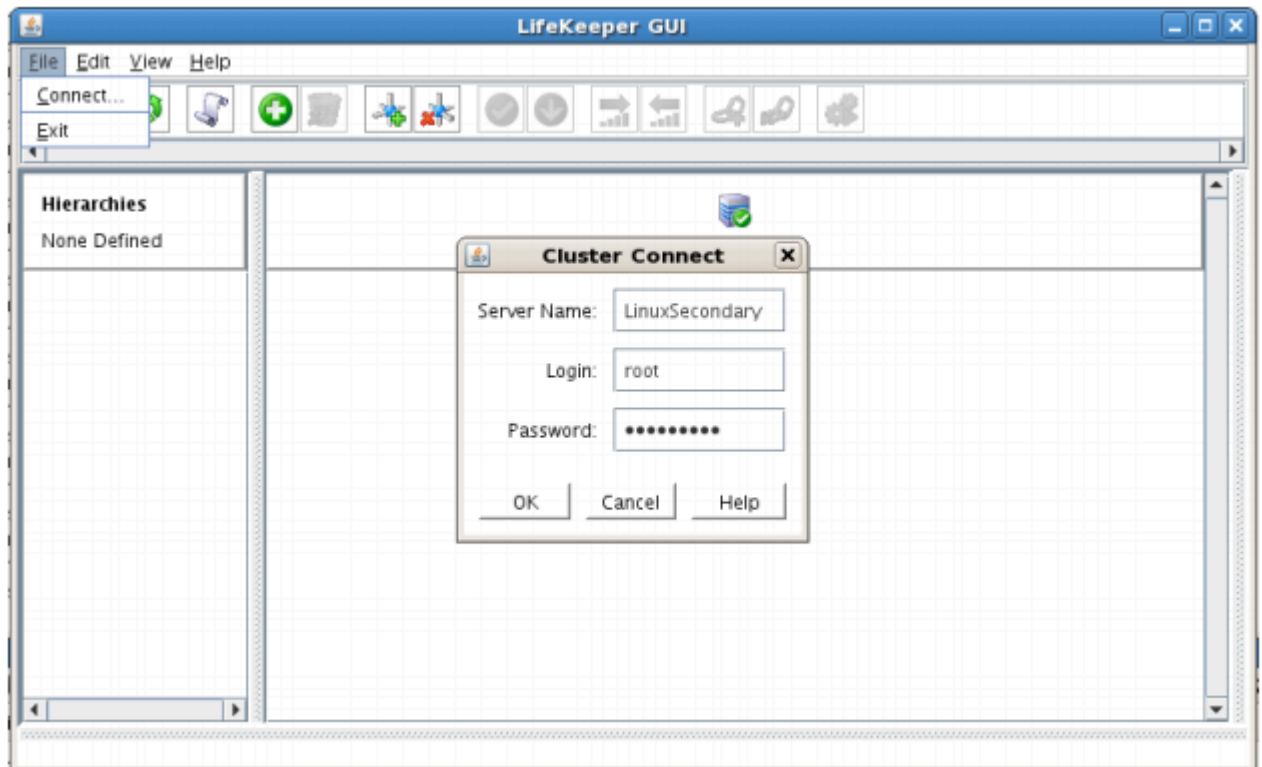 LifeKeeper GUI
File Edit View Help
Connect...
Exit
Hierarchies
None Defined
Cluster Connect
Server Name: LinuxSecondary
Login: root
Password: •••••••••
OK Cancel Help